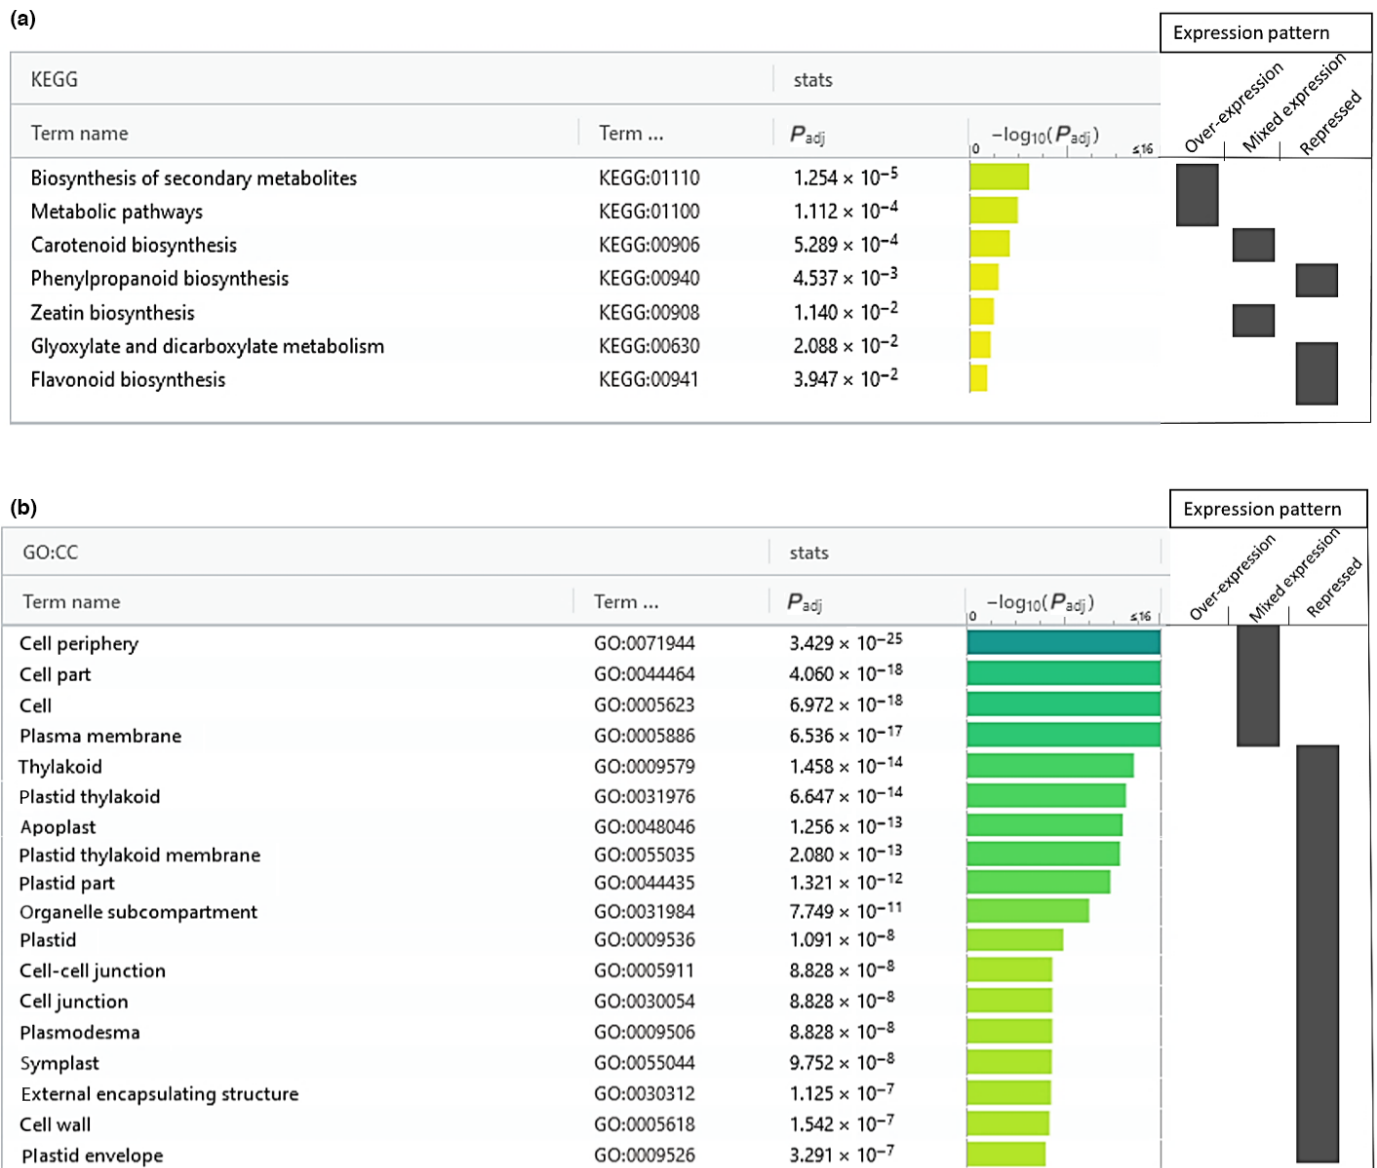 (a)
Expression pattern
KEGG stats
Over-expression Mixed expression Repressed
Term name Term ... Padj −log10(Padj)
0 ≤16
Biosynthesis of secondary metabolites KEGG:01110 1.254 × 10−5
Metabolic pathways KEGG:01100 1.112 × 10−4
Carotenoid biosynthesis KEGG:00906 5.289 × 10−4
Phenylpropanoid biosynthesis KEGG:00940 4.537 × 10−3
Zeatin biosynthesis KEGG:00908 1.140 × 10−2
Glyoxylate and dicarboxylate metabolism KEGG:00630 2.088 × 10−2
Flavonoid biosynthesis KEGG:00941 3.947 × 10−2
(b)
Expression pattern
GO:CC stats
Over-expression Mixed expression Repressed
Term name Term ... Padj −log10(Padj)
0 ≤16
Cell periphery GO:0071944 3.429 × 10−25
Cell part GO:0044464 4.060 × 10−18
Cell GO:0005623 6.972 × 10−18
Plasma membrane GO:0005886 6.536 × 10−17
Thylakoid GO:0009579 1.458 × 10−14
Plastid thylakoid GO:0031976 6.647 × 10−14
Apoplast GO:0048046 1.256 × 10−13
Plastid thylakoid membrane GO:0055035 2.080 × 10−13
Plastid part GO:0044435 1.321 × 10−12
Organelle subcompartment GO:0031984 7.749 × 10−11
Plastid GO:0009536 1.091 × 10−8
Cell-cell junction GO:0005911 8.828 × 10−8
Cell junction GO:0030054 8.828 × 10−8
Plasmodesma GO:0009506 8.828 × 10−8
Symplast GO:0055044 9.752 × 10−8
External encapsulating structure GO:0030312 1.125 × 10−7
Cell wall GO:0005618 1.542 × 10−7
Plastid envelope GO:0009526 3.291 × 10−7